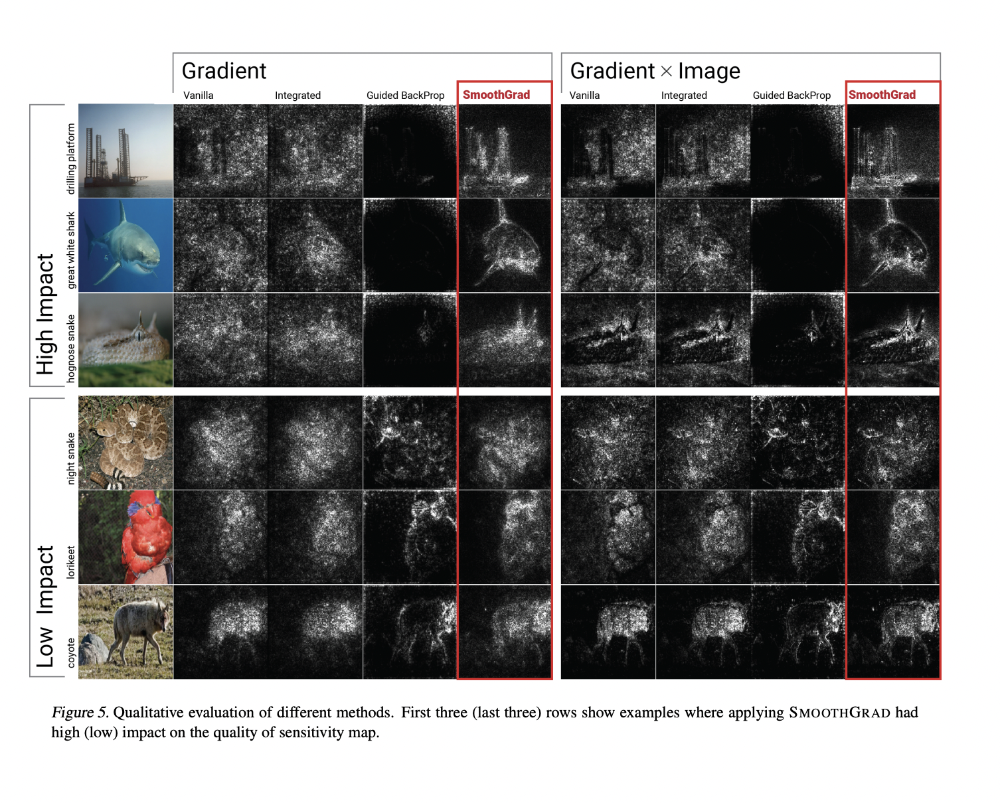 Gradient
Gradient × Image
Vanilla
Integrated
Guided BackProp
SmoothGrad
Vanilla
Integrated
Guided BackProp
SmoothGrad
High Impact
drilling platform
great white shark
hognose snake
Low Impact
night snake
lorikeet
coyote
Figure 5. Qualitative evaluation of different methods. First three (last three) rows show examples where applying SMOOTHGRAD had
high (low) impact on the quality of sensitivity map.